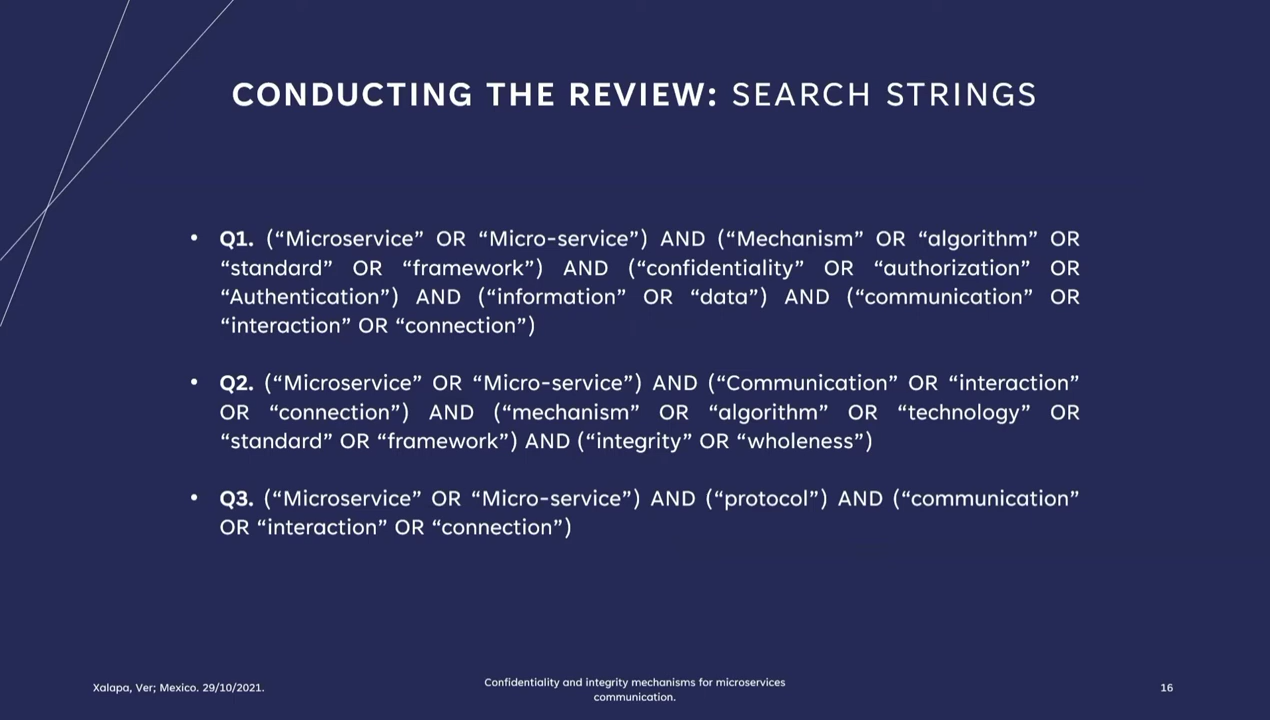 CONDUCTING THE REVIEW: SEARCH STRINGS
• Q1. (“Microservice” OR “Micro-service”) AND (“Mechanism” OR “algorithm” OR
“standard” OR “framework”) AND (“confidentiality” OR “authorization” OR
“Authentication”) AND (“information” OR “data”) AND (“communication” OR
“interaction” OR “connection”)
• Q2. (“Microservice” OR “Micro-service”) AND (“Communication” OR “interaction”
OR “connection”) AND (“mechanism” OR “algorithm” OR “technology” OR
“standard” OR “framework”) AND (“integrity” OR “wholeness”)
• Q3. (“Microservice” OR “Micro-service”) AND (“protocol”) AND (“communication”
OR “interaction” OR “connection”)
Xalapa, Ver; Mexico. 29/10/2021.
Confidentiality and integrity mechanisms for microservices
communication.
16